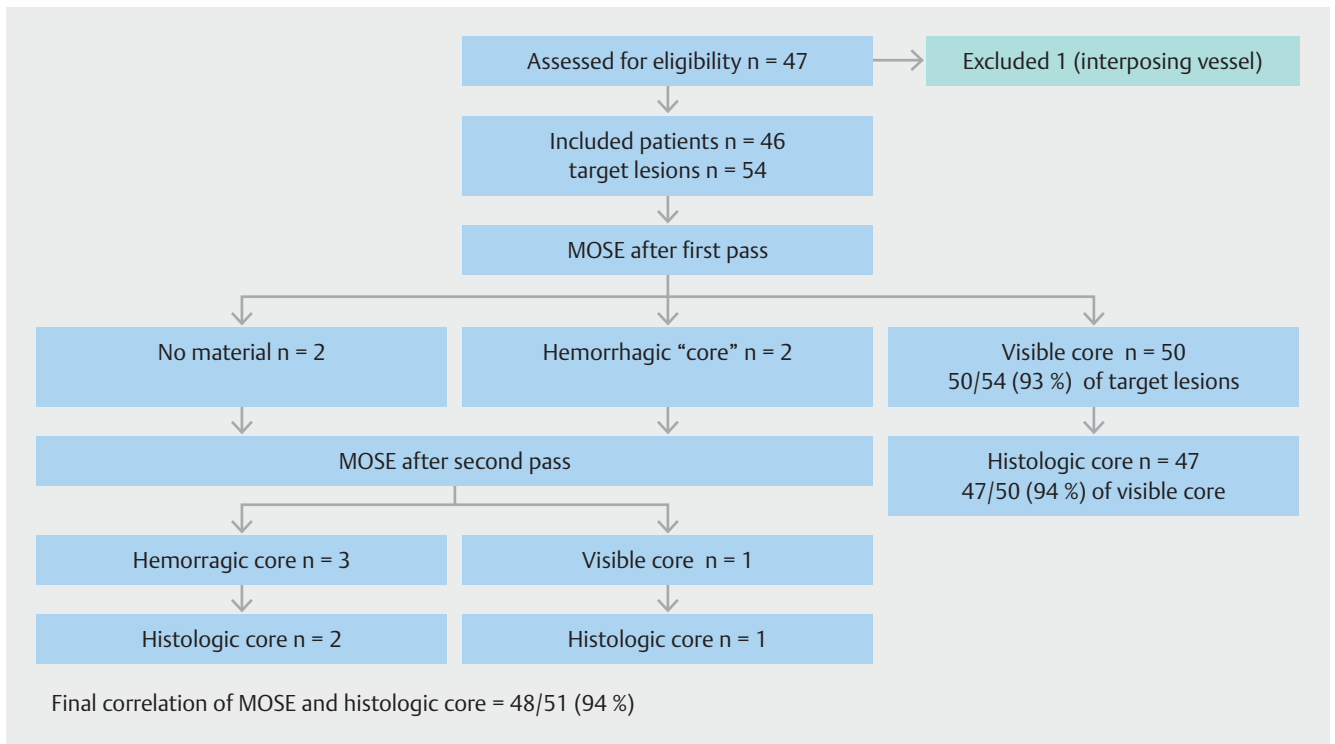 Assessed for eligibility n = 47
Excluded 1 (interposing vessel)
Included patients n = 46
target lesions n = 54
MOSE after first pass
No material n = 2
Hemorrhagic “core” n = 2
Visible core n = 50
50/54 (93 %) of target lesions
MOSE after second pass
Histologic core n = 47
47/50 (94 %) of visible core
Hemorragic core n = 3
Visible core n = 1
Histologic core n = 2
Histologic core n = 1
Final correlation of MOSE and histologic core = 48/51 (94 %)